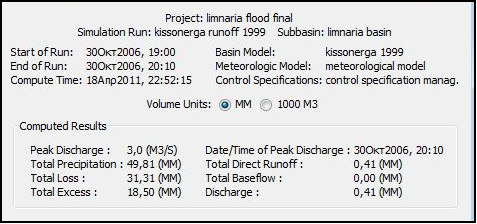 Project: limnaria flood final
Simulation Run: kissonerga runoff 1999 Subbasin: limnaria basin
Start of Run: 30Οκτ2006, 19:00 Basin Model: kissonerga 1999
End of Run: 30Οκτ2006, 20:10 Meteorologic Model: meteorological model
Compute Time: 18Απρ2011, 22:52:15 Control Specifications: control specification manag.
Volume Units: MM 1000 M3
Computed Results
Peak Discharge : 3,0 (M3/S) Date/Time of Peak Discharge : 30Οκτ2006, 20:10
Total Precipitation : 49,81 (MM) Total Direct Runoff : 0,41 (MM)
Total Loss : 31,31 (MM) Total Baseflow : 0,00 (MM)
Total Excess : 18,50 (MM) Discharge : 0,41 (MM)